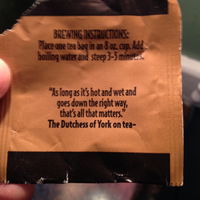 BREWING INSTRUCTIONS:
Place one tea bag in an 8 oz. cup. Add
boiling water and steep 3-5 minutes.
"As long as it's hot and wet and
goes down the right way,
that's all that matters."
The Dutchess of York on tea~